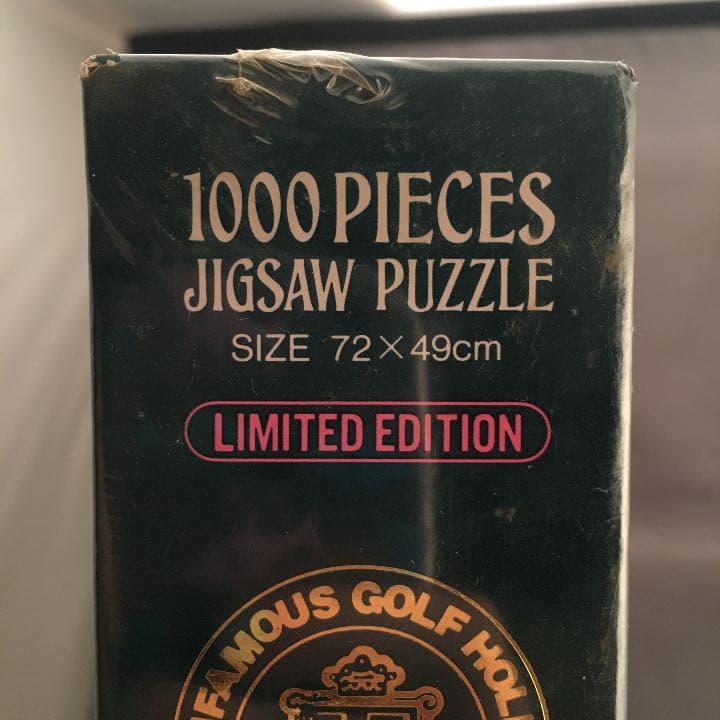 1000 PIECES
JIGSAW PUZZLE
SIZE 72×49cm
LIMITED EDITION
FAMOUS GOLF